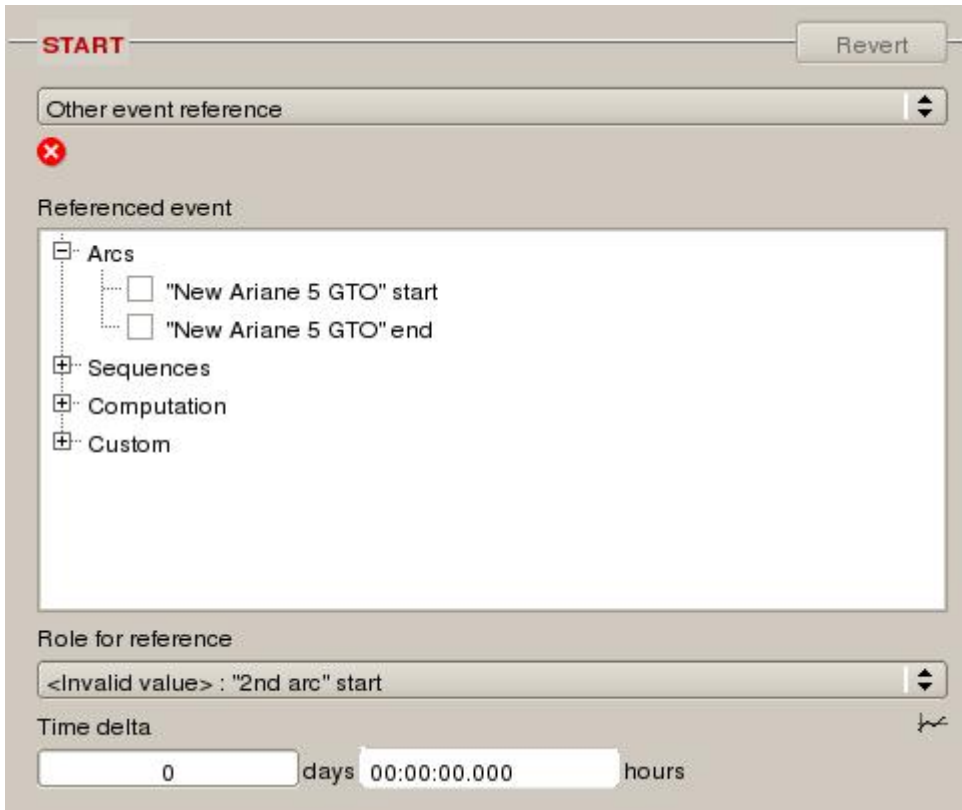 START Revert
Other event reference
Referenced event
Arcs
"New Ariane 5 GTO" start
"New Ariane 5 GTO" end
Sequences
Computation
Custom
Role for reference
<Invalid value> : "2nd arc" start
Time delta
0 days 00:00:00.000 hours